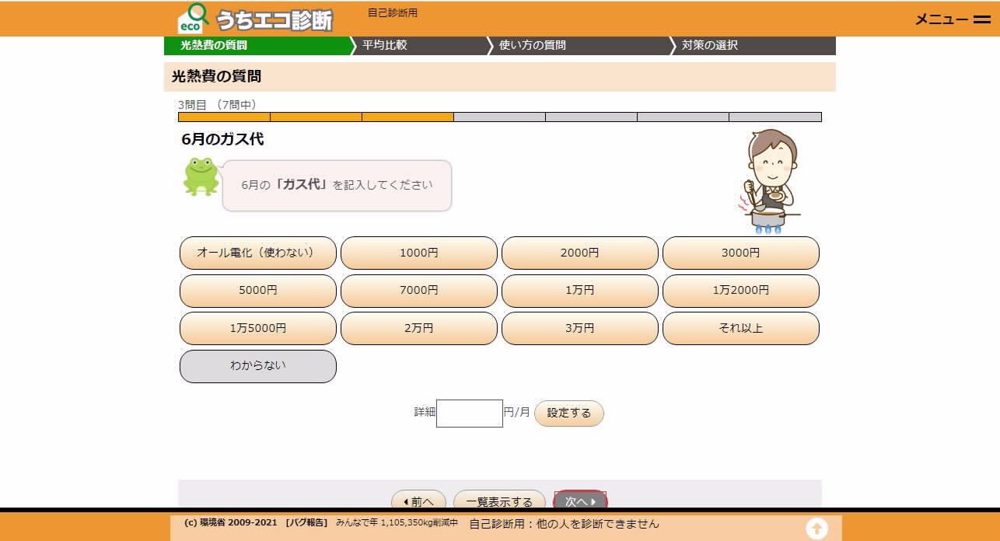 eco うちエコ診断 自己診断用 メニュー
光熱費の質問 平均比較 使い方の質問 対策の選択
光熱費の質問
3問目 （7問中）
6月のガス代
6月の「ガス代」を記入してください
オール電化（使わない） 1000円 2000円 3000円
5000円 7000円 1万円 1万2000円
1万5000円 2万円 3万円 それ以上
わからない
詳細 円/月 設定する
前へ 一覧表示する 次へ
(c) 環境省 2009-2021 [バグ報告] みんなで年 1,105,350kg削減中 自己診断用：他の人を診断できません